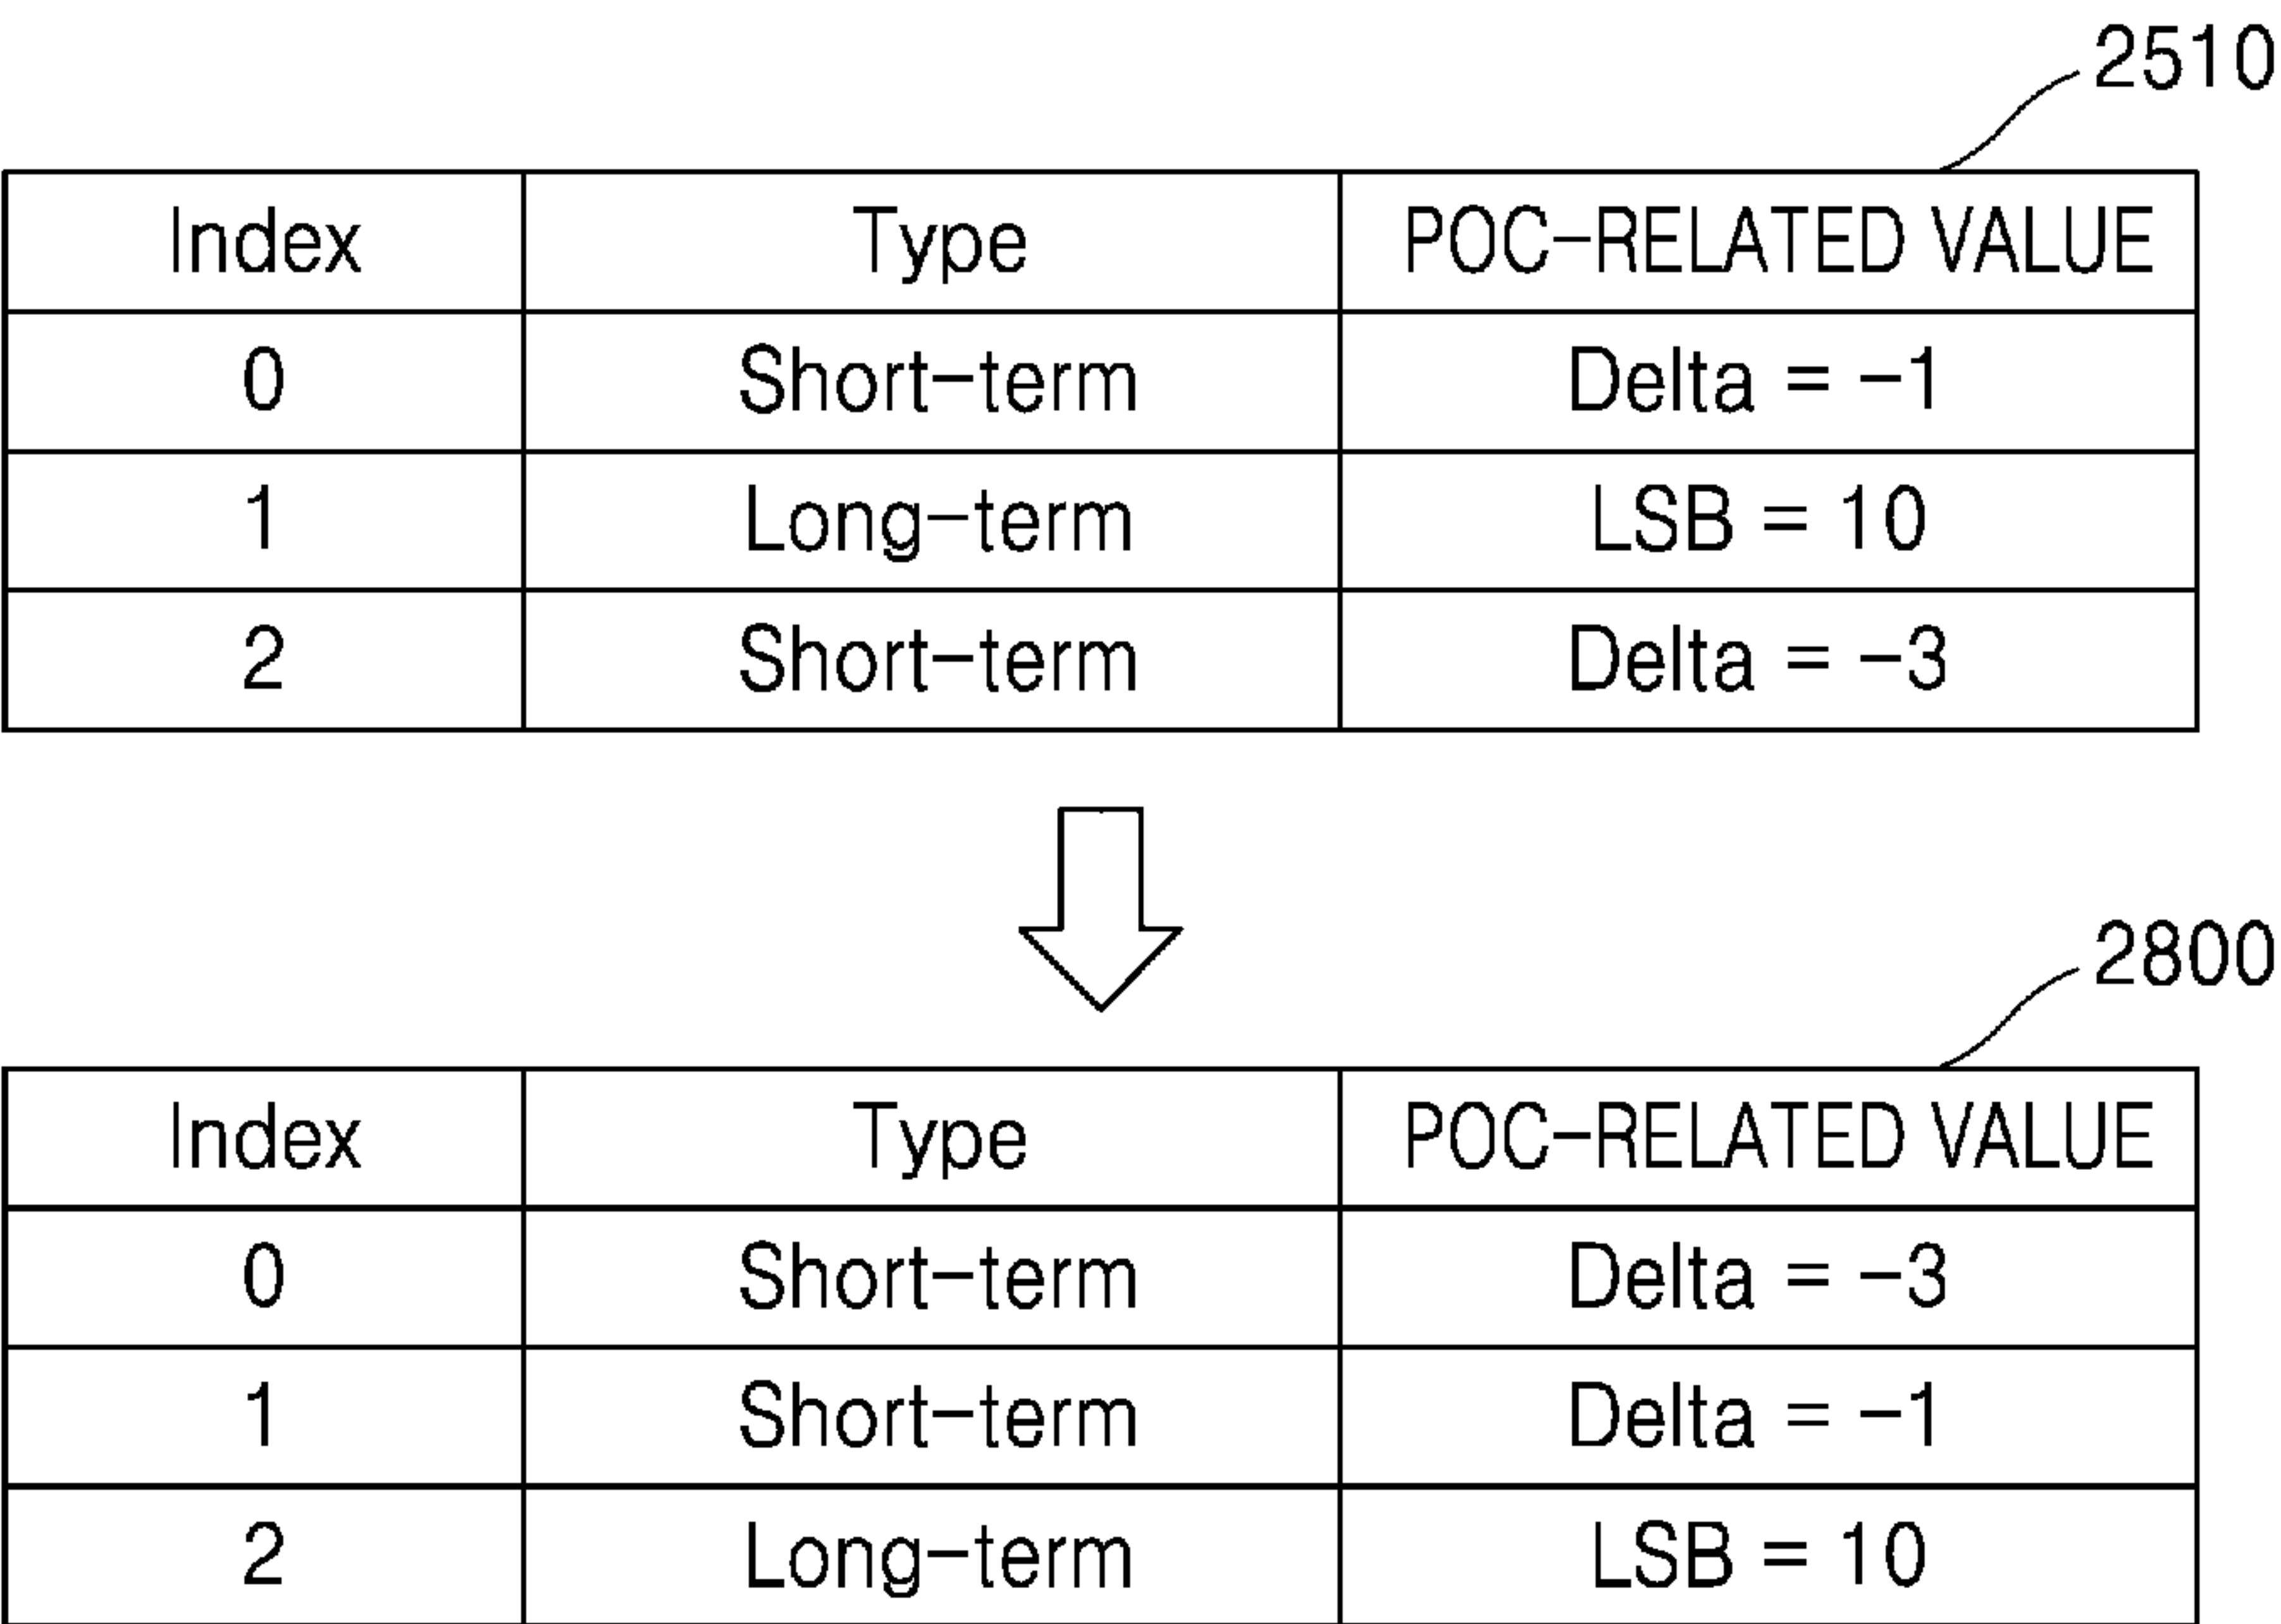 2510
Index Type POC-RELATED VALUE
0 Short-term Delta = -1
1 Long-term LSB = 10
2 Short-term Delta = -3
2800
Index Type POC-RELATED VALUE
0 Short-term Delta = -3
1 Short-term Delta = -1
2 Long-term LSB = 10